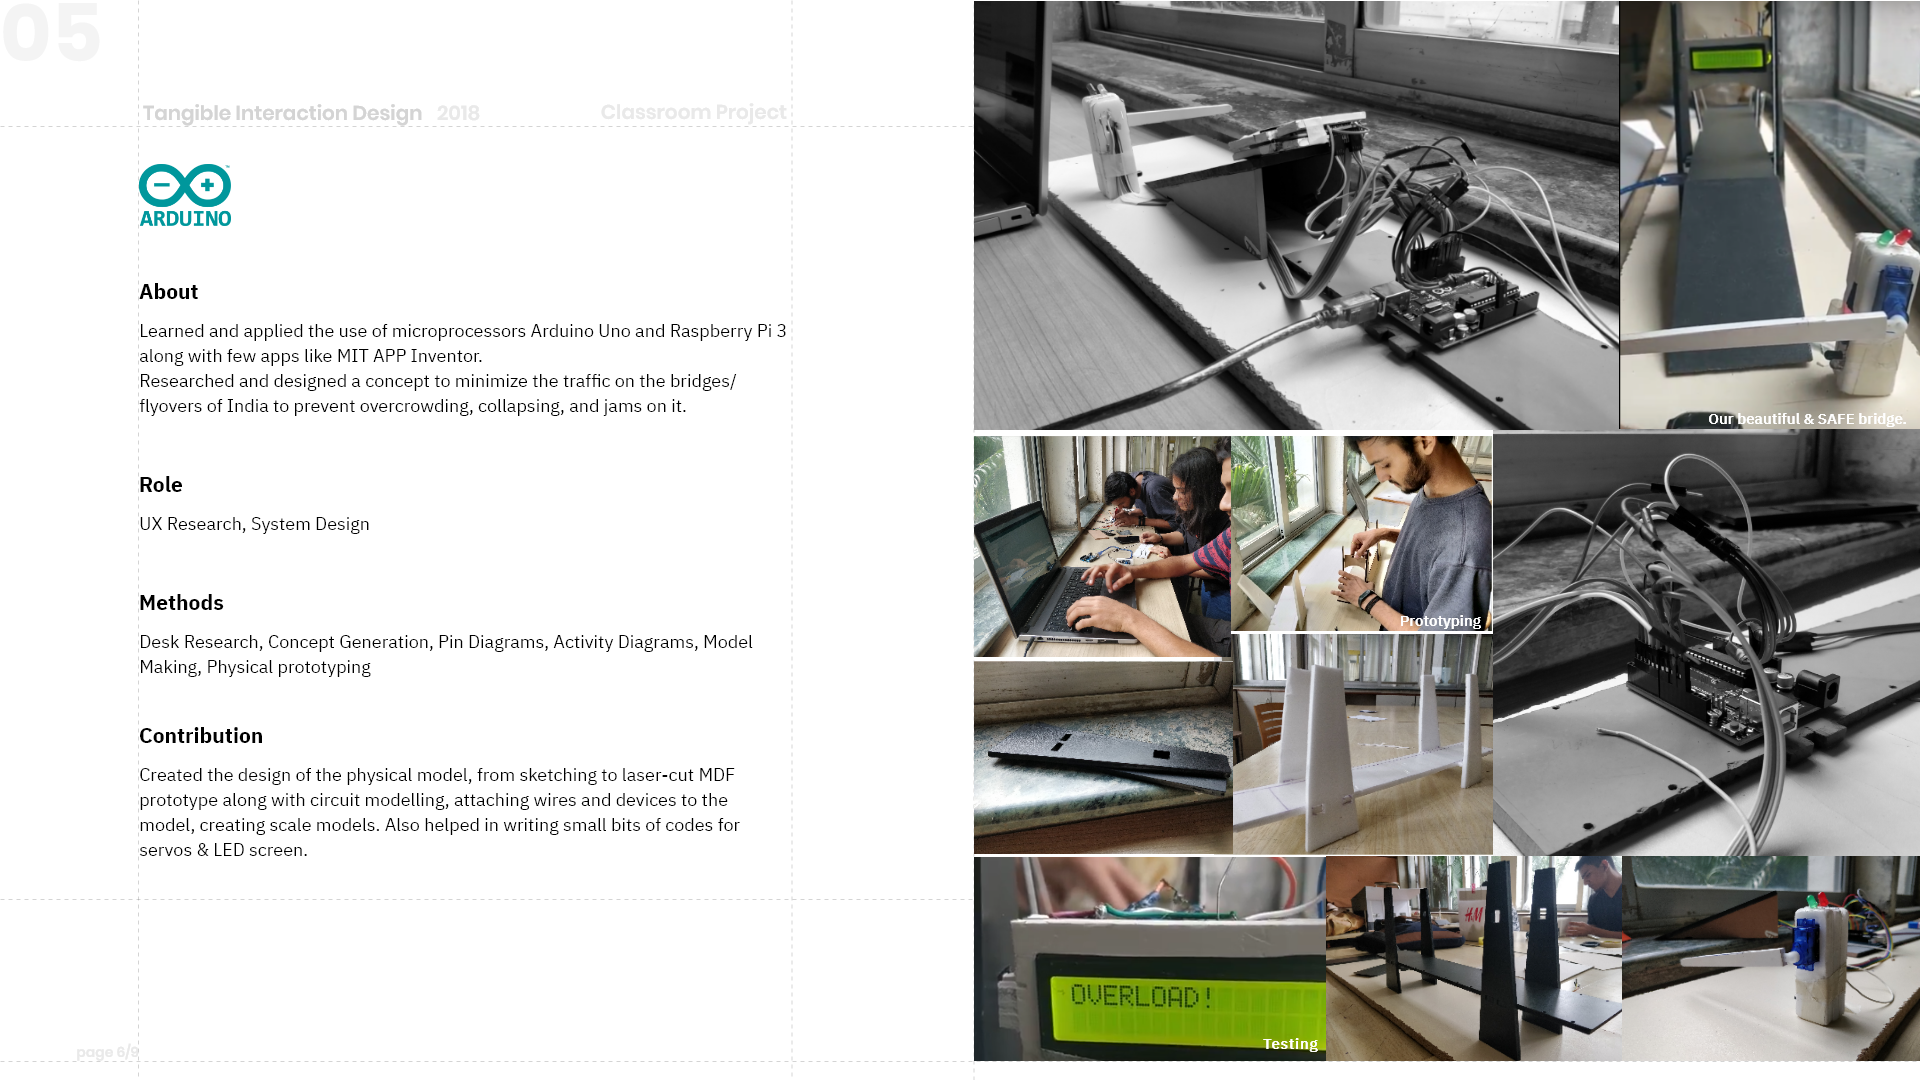 05
Tangible Interaction Design 2018 Classroom Project
ARDUINO
About
Learned and applied the use of microprocessors Arduino Uno and Raspberry Pi 3
along with few apps like MIT APP Inventor.
Researched and designed a concept to minimize the traffic on the bridges/
flyovers of India to prevent overcrowding, collapsing, and jams on it.
Role
UX Research, System Design
Methods
Desk Research, Concept Generation, Pin Diagrams, Activity Diagrams, Model
Making, Physical prototyping
Contribution
Created the design of the physical model, from sketching to laser-cut MDF
prototype along with circuit modelling, attaching wires and devices to the
model, creating scale models. Also helped in writing small bits of codes for
servos & LED screen.
page 6/9
Our beautiful & SAFE bridge.
Prototyping
OVERLOAD!
Testing
H&M